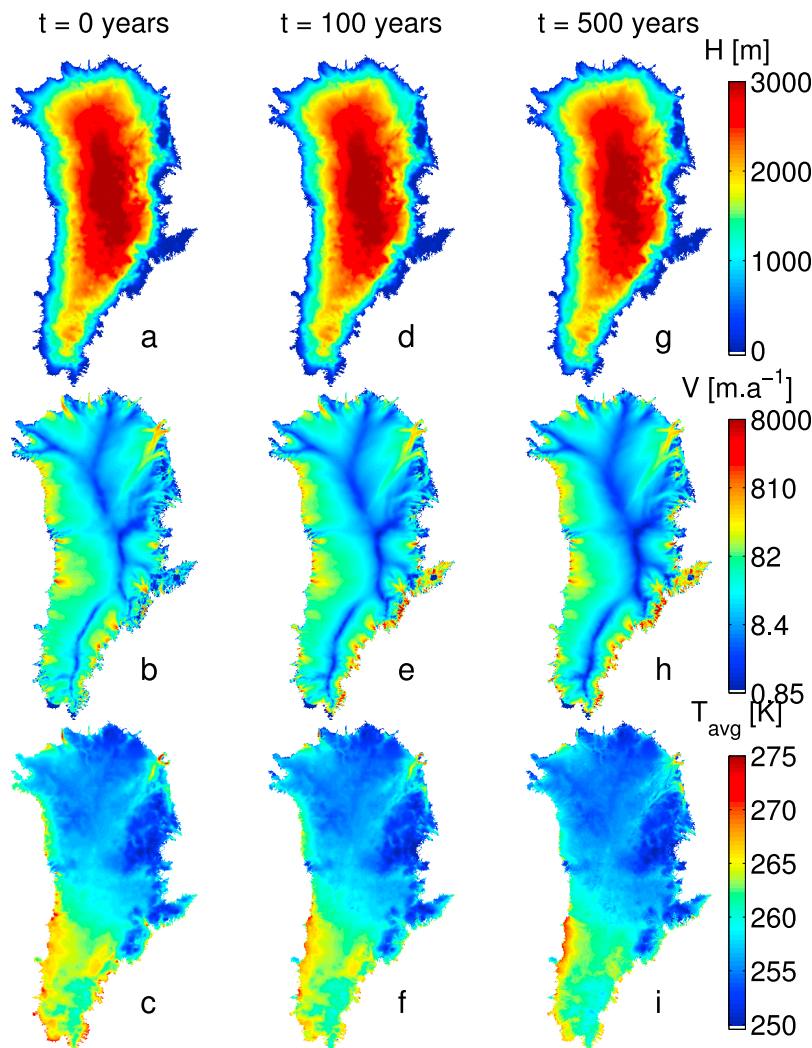 t = 0 years
t = 100 years
t = 500 years
H [m]
3000
2000
1000
0
a
d
g
V [m.a⁻¹]
8000
810
82
8.4
0.85
b
e
h
T_avg [K]
275
270
265
260
255
250
c
f
i